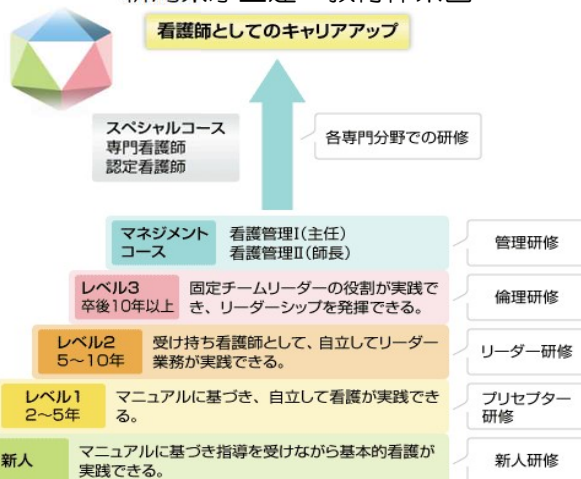 看護師としてのキャリアアップ
スペシャルコース
専門看護師
認定看護師
各専門分野での研修
マネジメント
コース
看護管理I(主任)
看護管理II(師長)
管理研修
レベル3
卒後10年以上
固定チームリーダーの役割が実践で
き、リーダーシップを発揮できる。
倫理研修
レベル2
5〜10年
受け持ち看護師として、自立してリーダー
業務が実践できる。
リーダー研修
レベル1
2〜5年
マニュアルに基づき、自立して看護が実践でき
る。
プリセプター
研修
新人
マニュアルに基づき指導を受けながら基本的看護が
実践できる。
新人研修